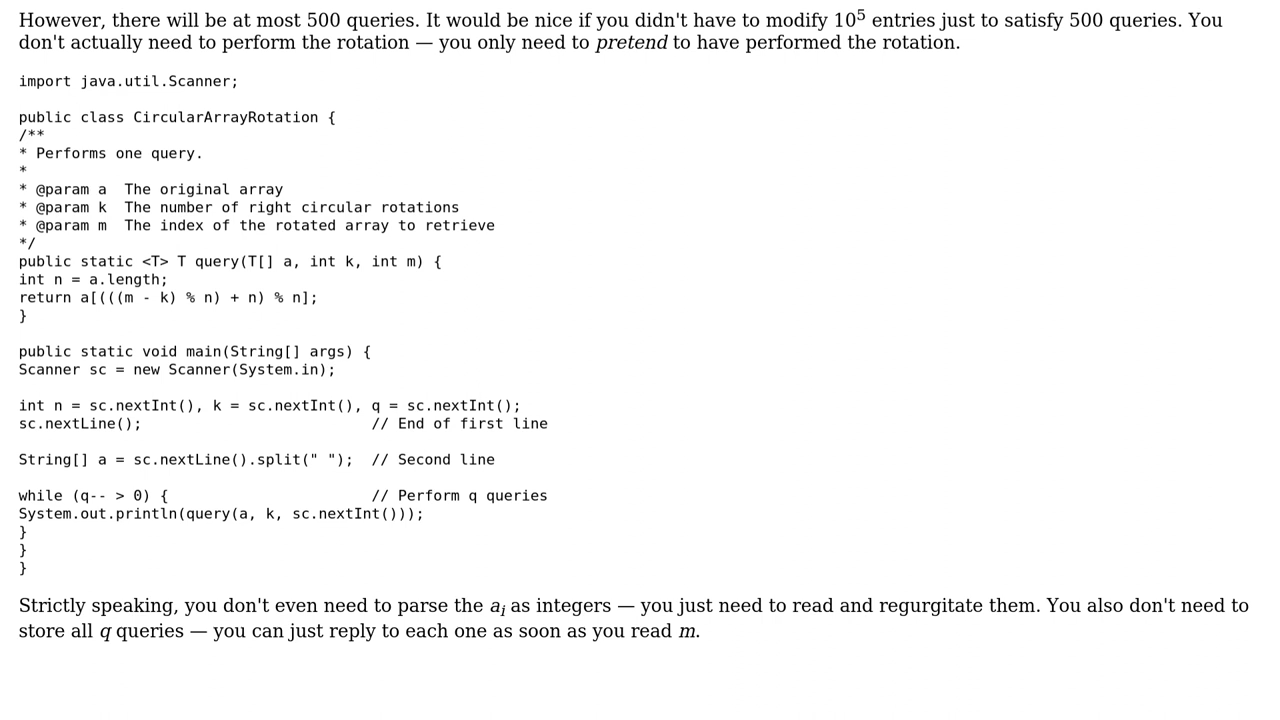 However, there will be at most 500 queries. It would be nice if you didn't have to modify 10⁵ entries just to satisfy 500 queries. You
don't actually need to perform the rotation — you only need to pretend to have performed the rotation.
import java.util.Scanner;
public class CircularArrayRotation {
/**
* Performs one query.
*
* @param a  The original array
* @param k  The number of right circular rotations
* @param m  The index of the rotated array to retrieve
*/
public static <T> T query(T[] a, int k, int m) {
int n = a.length;
return a[(((m - k) % n) + n) % n];
}
public static void main(String[] args) {
Scanner sc = new Scanner(System.in);
int n = sc.nextInt(), k = sc.nextInt(), q = sc.nextInt();
sc.nextLine();                          // End of first line
String[] a = sc.nextLine().split(" ");  // Second line
while (q-- > 0) {                       // Perform q queries
System.out.println(query(a, k, sc.nextInt()));
}
}
}
Strictly speaking, you don't even need to parse the aᵢ as integers — you just need to read and regurgitate them. You also don't need to
store all q queries — you can just reply to each one as soon as you read m.